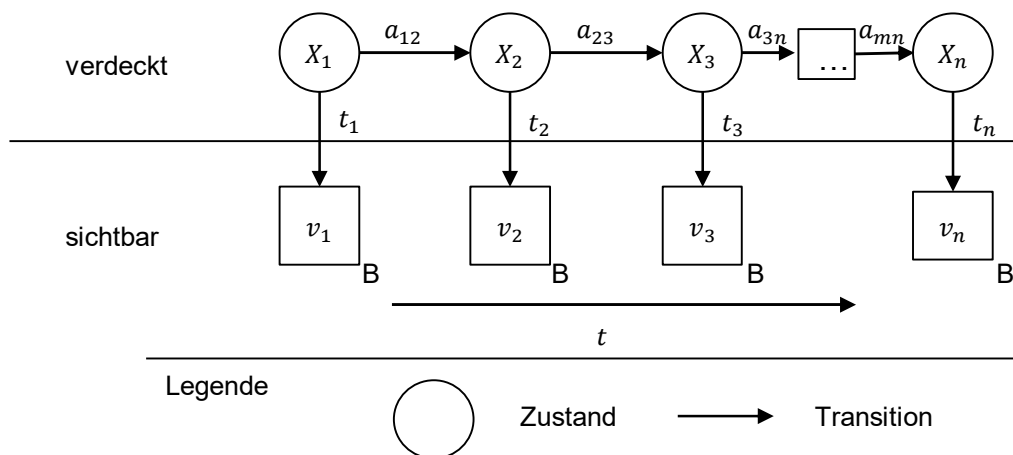 a₁₂ a₂₃ a₃ₙ aₘₙ
verdeckt X₁ X₂ X₃ ... Xₙ
t₁ t₂ t₃ tₙ
sichtbar v₁ v₂ v₃ vₙ
B B B B
t
Legende
Zustand Transition